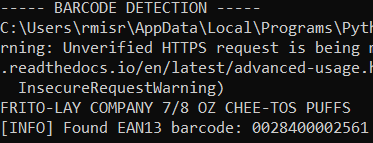 ----- BARCODE DETECTION -----
C:\Users\rmisr\AppData\Local\Programs\Pyth
rning: Unverified HTTPS request is being m
.readthedocs.io/en/latest/advanced-usage.h
InsecureRequestWarning)
FRITO-LAY COMPANY 7/8 OZ CHEE-TOS PUFFS
[INFO] Found EAN13 barcode: 0028400002561